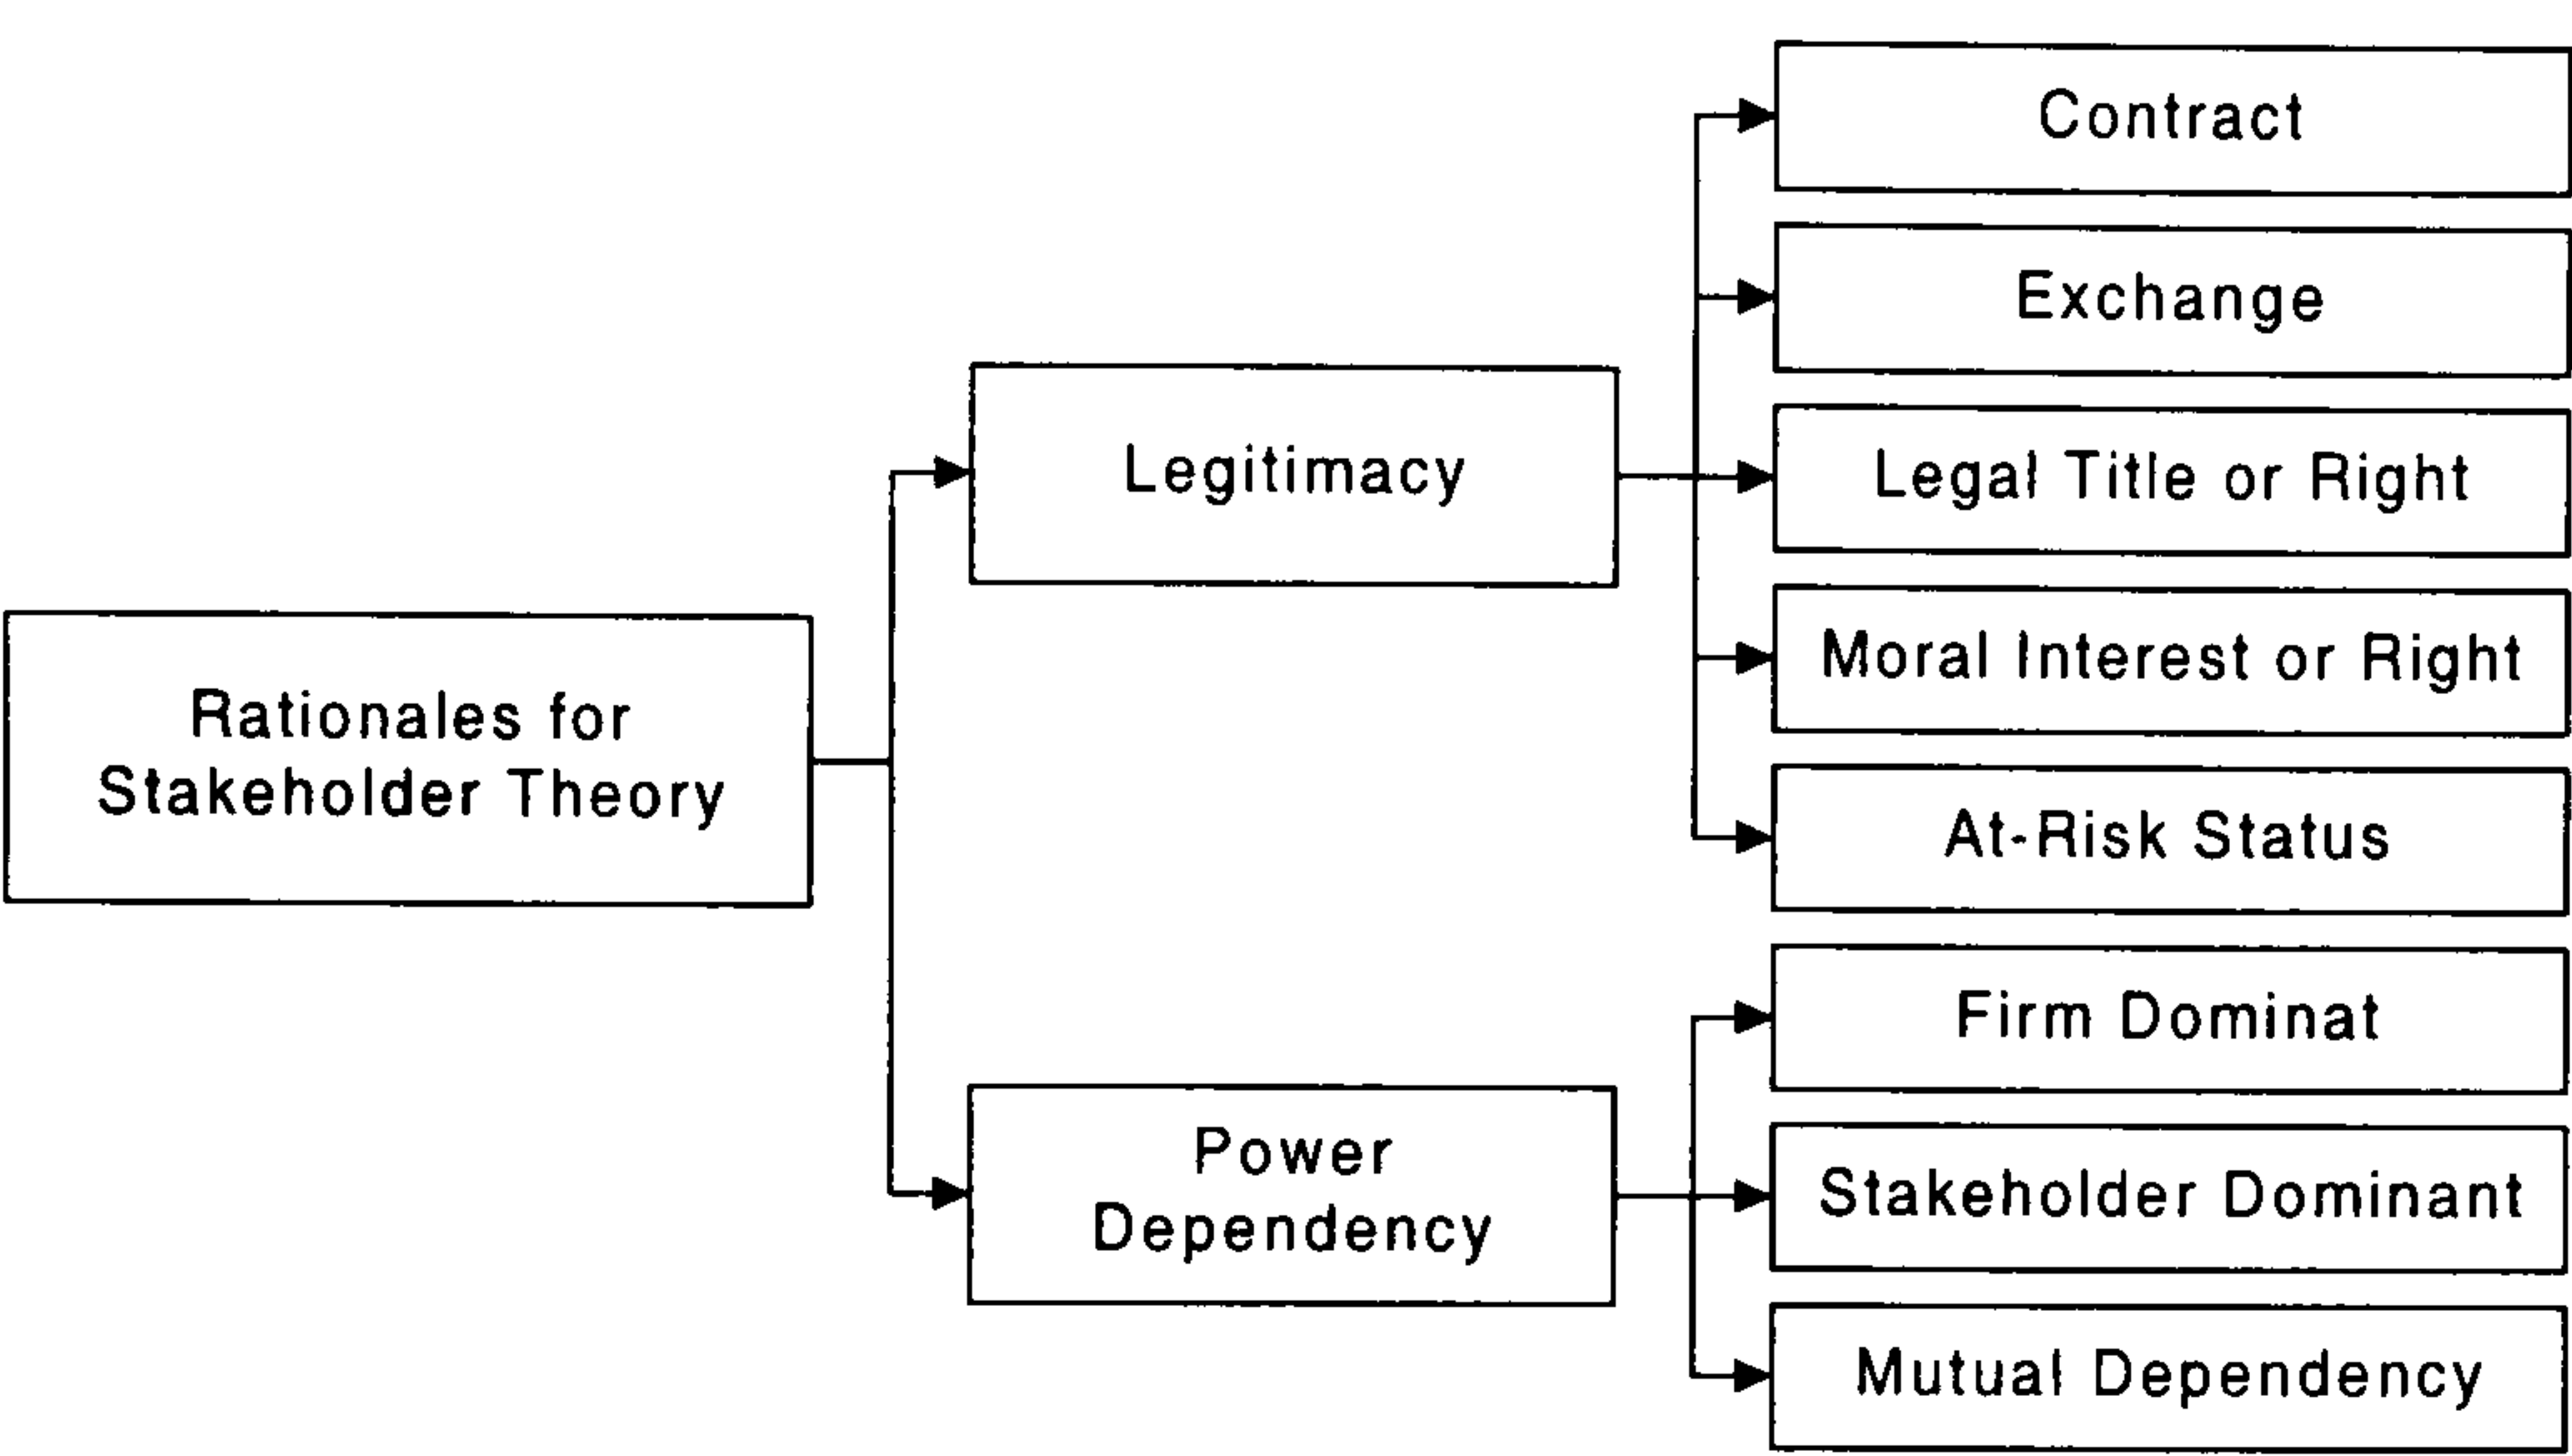 Rationales for
Stakeholder Theory
Legitimacy
Contract
Exchange
Legal Title or Right
Moral Interest or Right
At-Risk Status
Power
Dependency
Firm Dominat
Stakeholder Dominant
Mutual Dependency